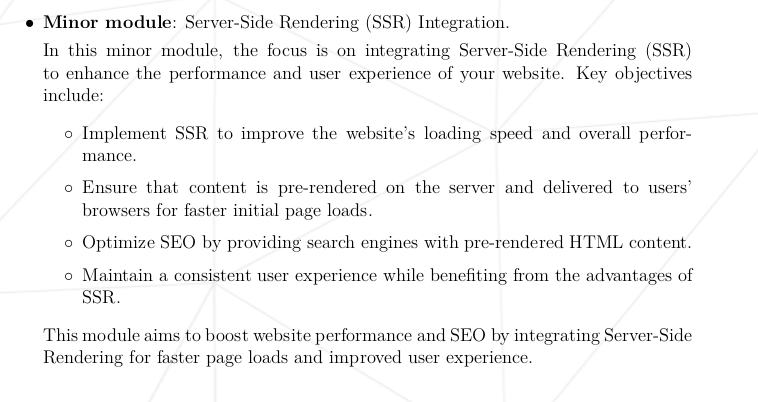 • Minor module: Server-Side Rendering (SSR) Integration.
In this minor module, the focus is on integrating Server-Side Rendering (SSR)
to enhance the performance and user experience of your website. Key objectives
include:
◦ Implement SSR to improve the website's loading speed and overall perfor-
mance.
◦ Ensure that content is pre-rendered on the server and delivered to users'
browsers for faster initial page loads.
◦ Optimize SEO by providing search engines with pre-rendered HTML content.
◦ Maintain a consistent user experience while benefiting from the advantages of
SSR.
This module aims to boost website performance and SEO by integrating Server-Side
Rendering for faster page loads and improved user experience.